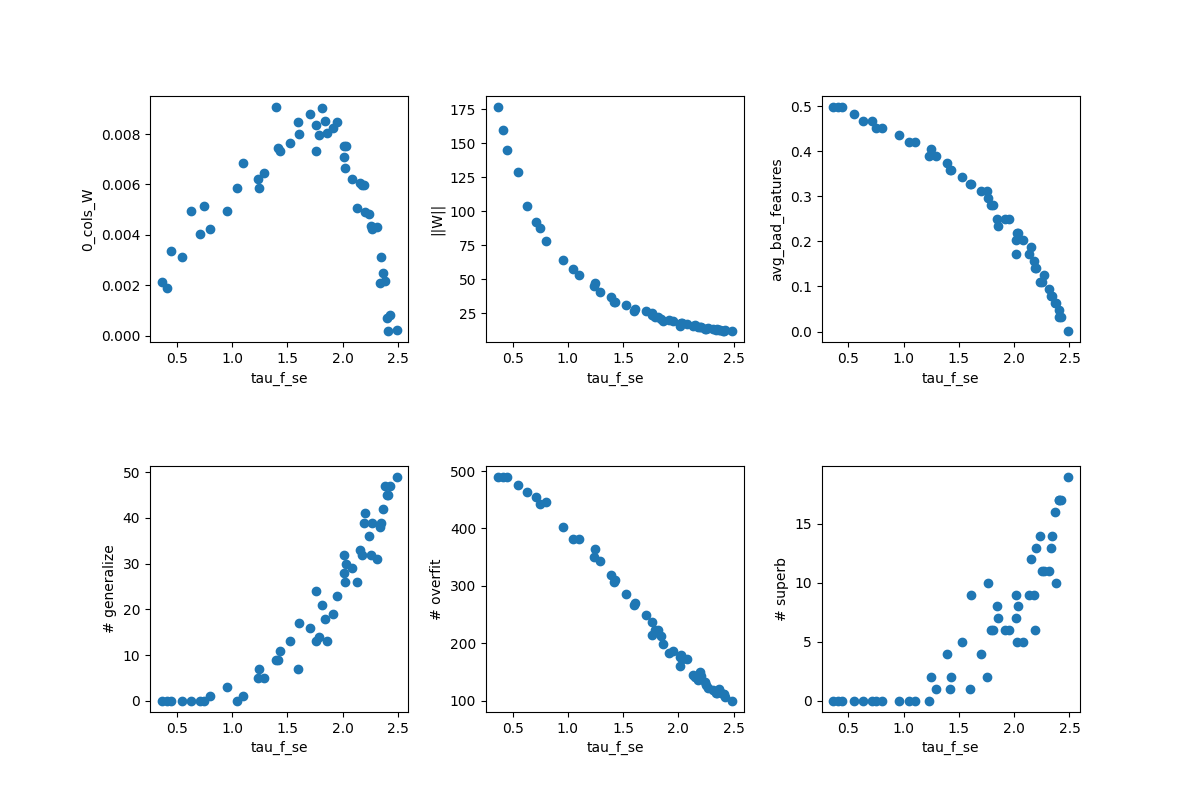 0_cols_W
0.008
0.006
0.004
0.002
0.000
0.5 1.0 1.5 2.0 2.5
tau_f_se
||W||
175
150
125
100
75
50
25
0.5 1.0 1.5 2.0 2.5
tau_f_se
avg_bad_features
0.5
0.4
0.3
0.2
0.1
0.0
0.5 1.0 1.5 2.0 2.5
tau_f_se
# generalize
50
40
30
20
10
0
0.5 1.0 1.5 2.0 2.5
tau_f_se
# overfit
500
400
300
200
100
0.5 1.0 1.5 2.0 2.5
tau_f_se
# superb
15
10
5
0
0.5 1.0 1.5 2.0 2.5
tau_f_se